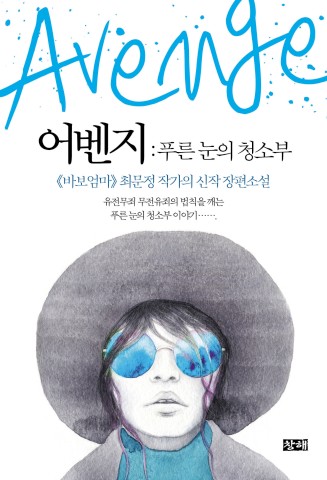 Avenge
어벤지:푸른 눈의 청소부
《바보엄마》 최문정 작가의 신작 장편소설
유전무죄 무전유죄의 법칙을 깨는
푸른 눈의 청소부 이야기…….
창해